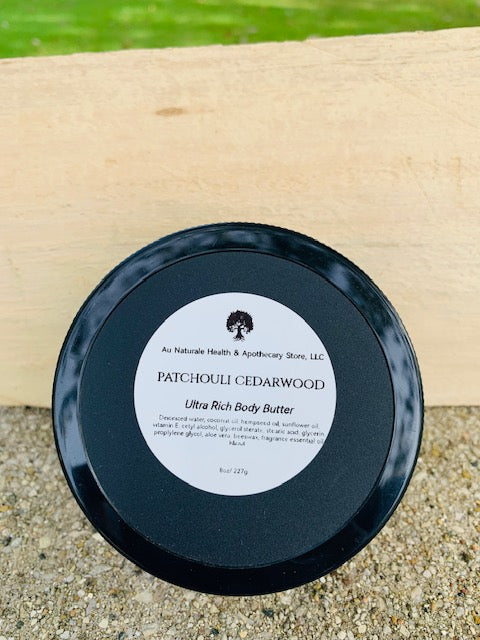 Au Naturale Health & Apothecary Store, LLC
PATCHOULI CEDARWOOD
Ultra Rich Body Butter
Deionized water, coconut oil, hempseed oil, sunflower oil,
vitamin E, cetyl alcohol, glycerol sterate, stearic acid, glycerin,
proplylene glycol, aloe vera, beeswax, fragrance essential oil
8oz/ 227g